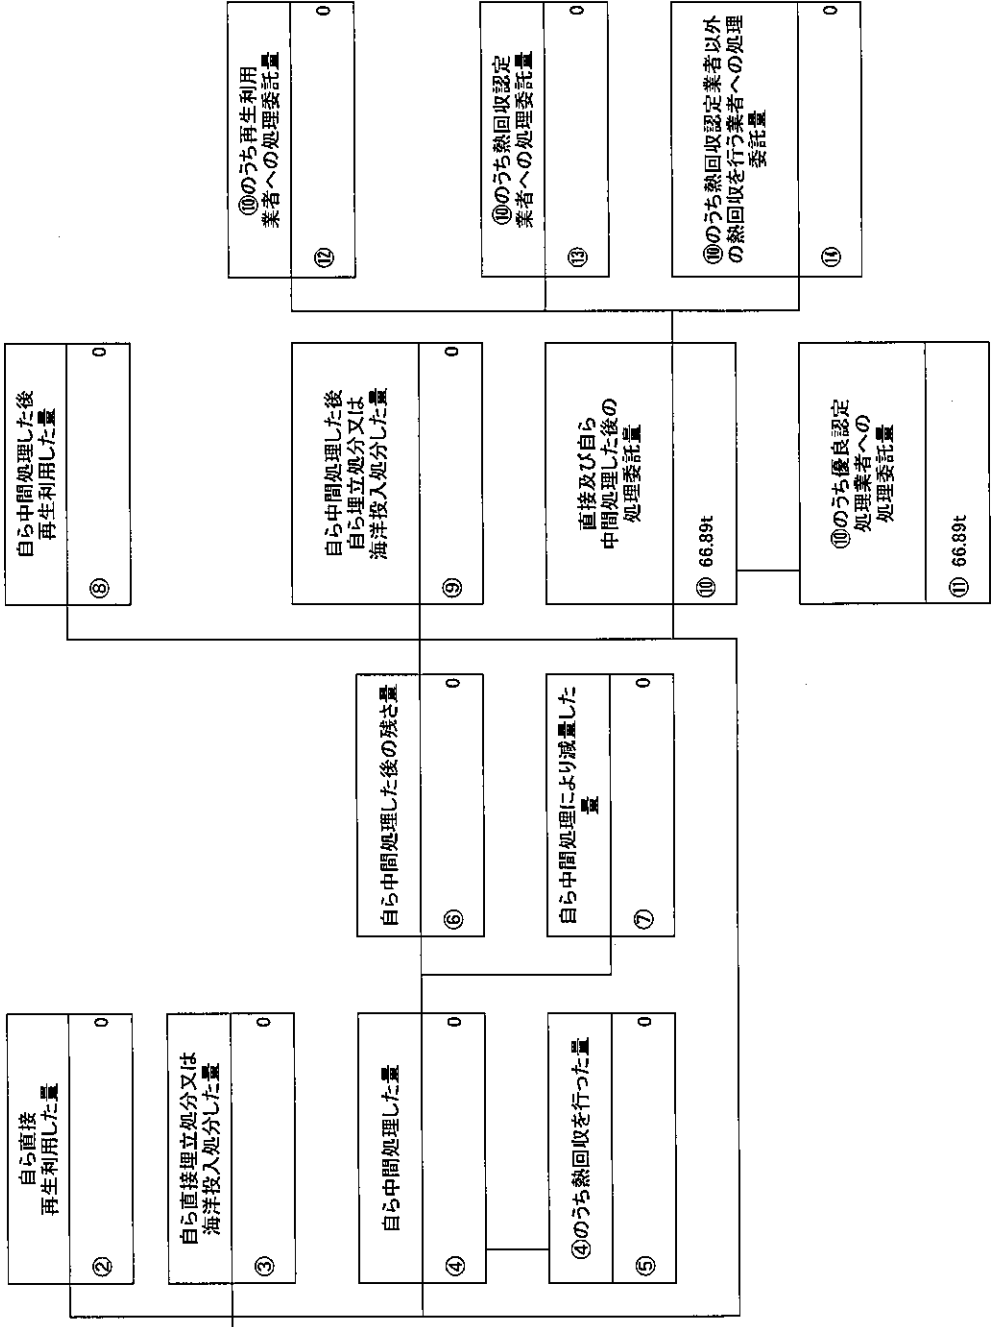 自ら直接
再生利用した量
② 0
自ら直接埋立処分又は
海洋投入処分した量
③ 0
自ら中間処理した量
④ 0
④のうち熱回収を行った量
⑤ 0
自ら中間処理した後の残さ量
⑥ 0
自ら中間処理により減量した
量
⑦ 0
自ら中間処理した後
再生利用した量
⑧ 0
自ら中間処理した後
自ら埋立処分又は
海洋投入処分した量
⑨ 0
直接及び自ら
中間処理した後の
処理委託量
⑩ 66.89t
⑩のうち優良認定
処理業者への
処理委託量
⑪ 66.89t
⑩のうち再生利用
業者への処理委託量
⑫ 0
⑩のうち熱回収認定
業者への処理委託量
⑬ 0
⑩のうち熱回収認定業者以外
の熱回収を行う業者への処理
委託量
⑭ 0